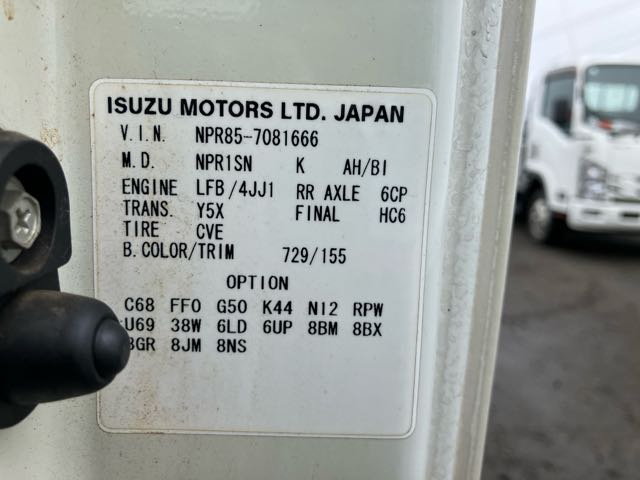 ISUZU MOTORS LTD. JAPAN
V.I.N. NPR85-7081666
M.D. NPR1SN K AH/BI
ENGINE LFB/4JJ1 RR AXLE 6CP
TRANS. Y5X FINAL HC6
TIRE CVE
B.COLOR/TRIM 729/155
OPTION
C68 FF0 G50 K44 N12 RPW
U69 38W 6LD 6UP 8BM 8BX
8JM 8NS